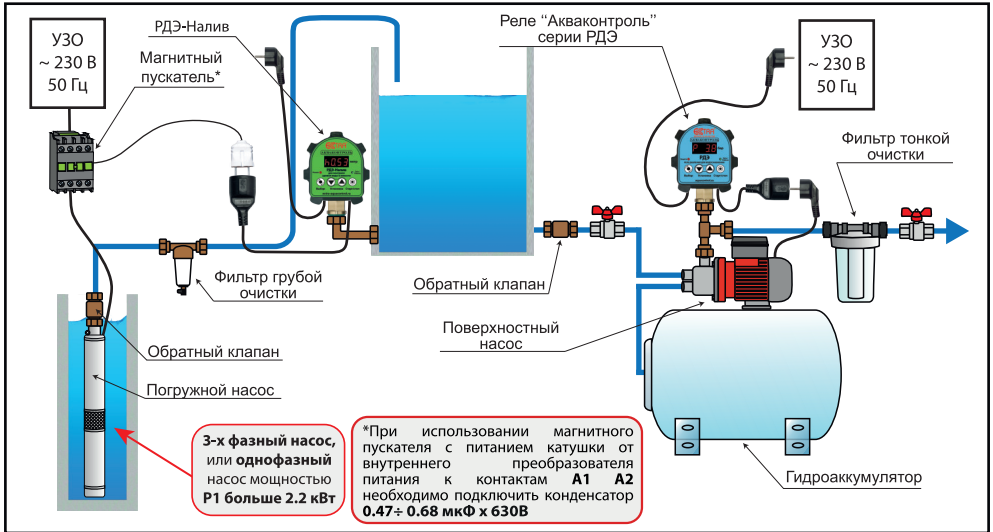 УЗО
~ 230 В
50 Гц
РДЭ-Налив
Магнитный
пускатель*
Реле “Акваконтроль”
серии РДЭ
УЗО
~ 230 В
50 Гц
Фильтр тонкой
очистки
h053
P 38
РДЭ
Фильтр грубой
очистки
Обратный клапан
Поверхностный
насос
Обратный клапан
Погружной насос
3-х фазный насос,
или однофазный
насос мощностью
P1 больше 2.2 кВт
*При использовании магнитного
пускателя с питанием катушки от
внутреннего преобразователя
питания к контактам A1 A2
необходимо подключить конденсатор
0.47÷ 0.68 мкФ х 630В
Гидроаккумулятор